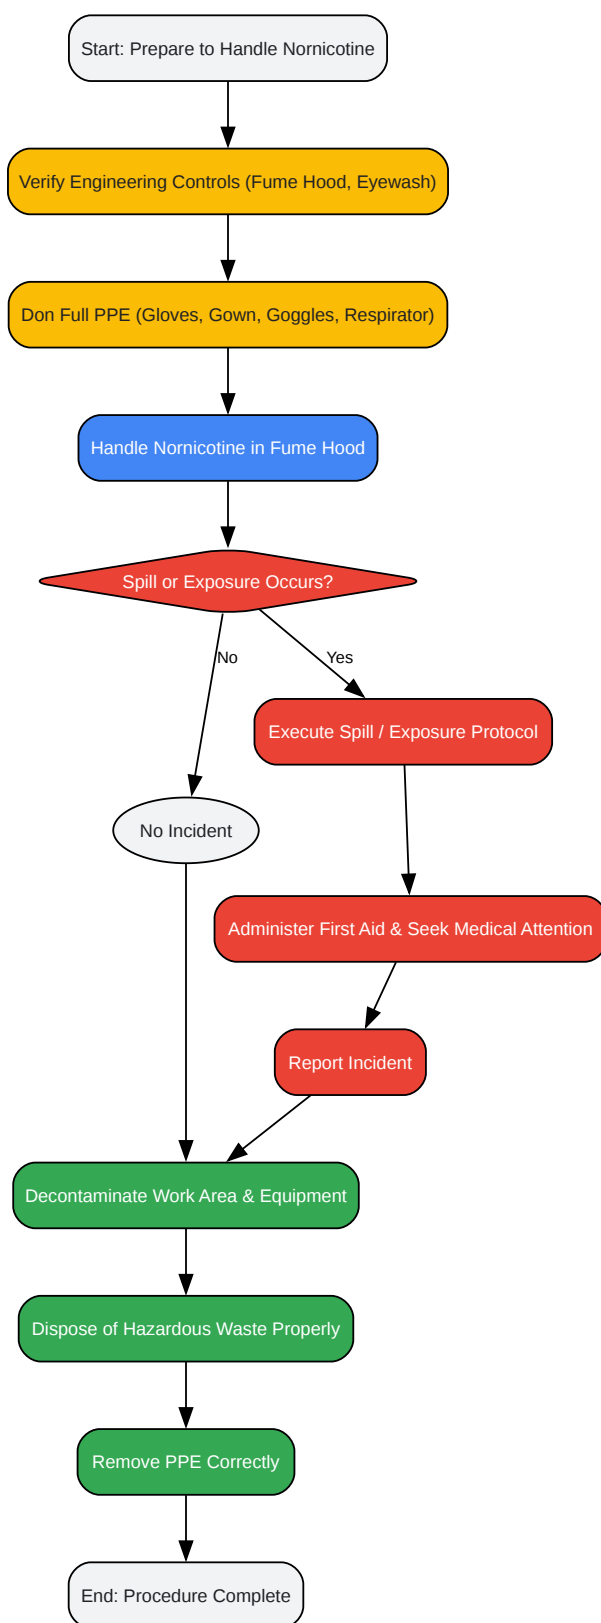 Start: Prepare to Handle Nornicotine
Verify Engineering Controls (Fume Hood, Eyewash)
Don Full PPE (Gloves, Gown, Goggles, Respirator)
Handle Nornicotine in Fume Hood
Spill or Exposure Occurs?
No
Yes
Execute Spill / Exposure Protocol
No Incident
Administer First Aid & Seek Medical Attention
Report Incident
Decontaminate Work Area & Equipment
Dispose of Hazardous Waste Properly
Remove PPE Correctly
End: Procedure Complete